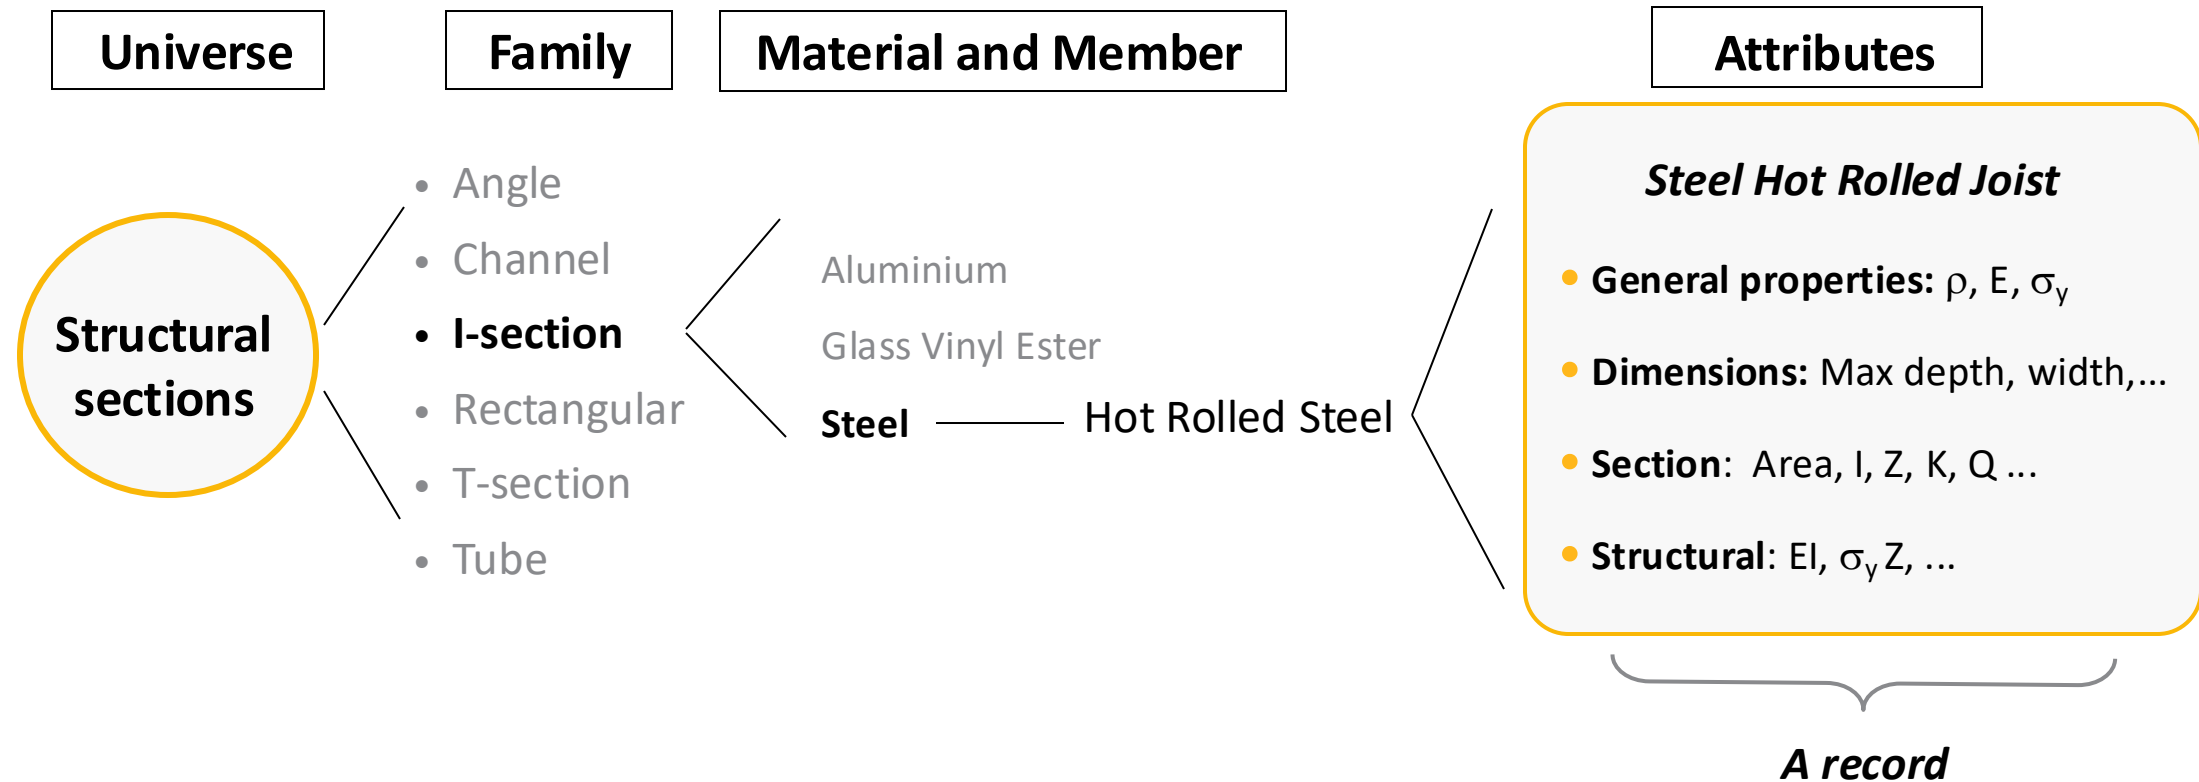 Universe
Family
Material and Member
Attributes
Structural
sections
• Angle
• Channel
• I-section
• Rectangular
• T-section
• Tube
Aluminium
Glass Vinyl Ester
Steel
Hot Rolled Steel
Steel Hot Rolled Joist
• General properties: ρ, E, σy
• Dimensions: Max depth, width,...
• Section: Area, I, Z, K, Q ...
• Structural: EI, σy Z, ...
A record